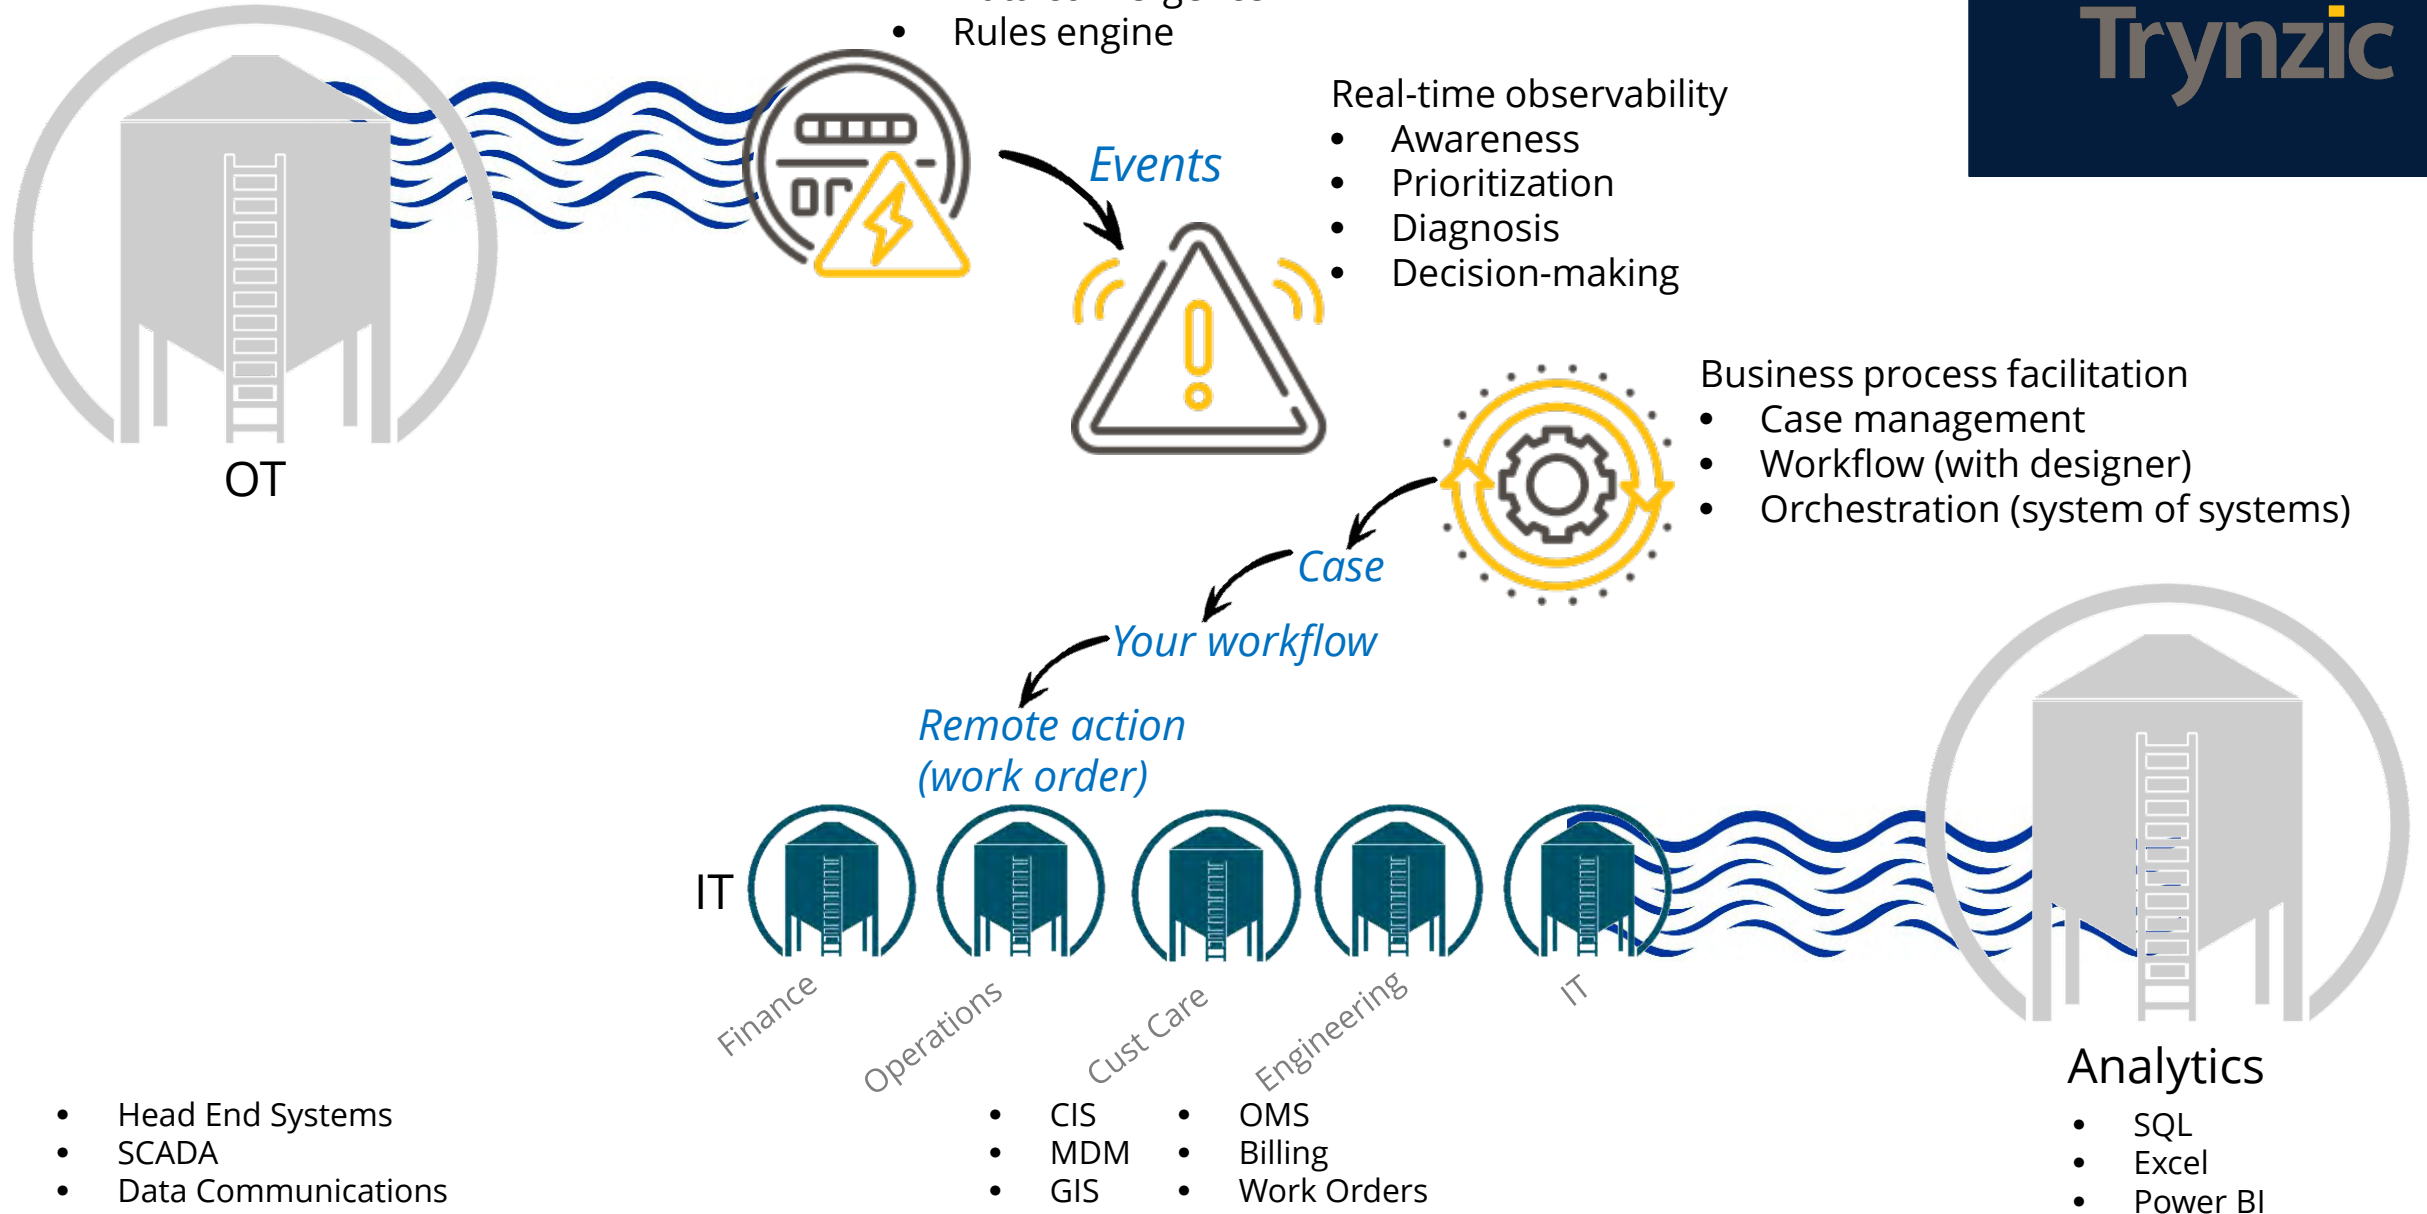 Rules engine
Trynzic
Real-time observability
Awareness
Prioritization
Diagnosis
Decision-making
Events
or
OT
Business process facilitation
Case management
Workflow (with designer)
Orchestration (system of systems)
Case
Your workflow
Remote action
(work order)
IT
Finance
Operations
Cust Care
Engineering
IT
Analytics
Head End Systems
SCADA
Data Communications
CIS
MDM
GIS
OMS
Billing
Work Orders
SQL
Excel
Power BI